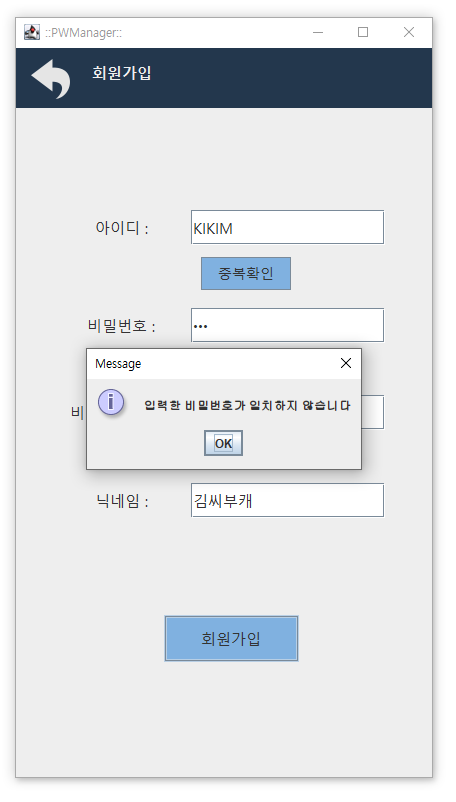 ::PWManager::
회원가입
아이디 :
KIKIM
중복확인
비밀번호 :
•••
Message
입력한 비밀번호가 일치하지 않습니다
비
OK
닉네임 :
김씨부캐
회원가입